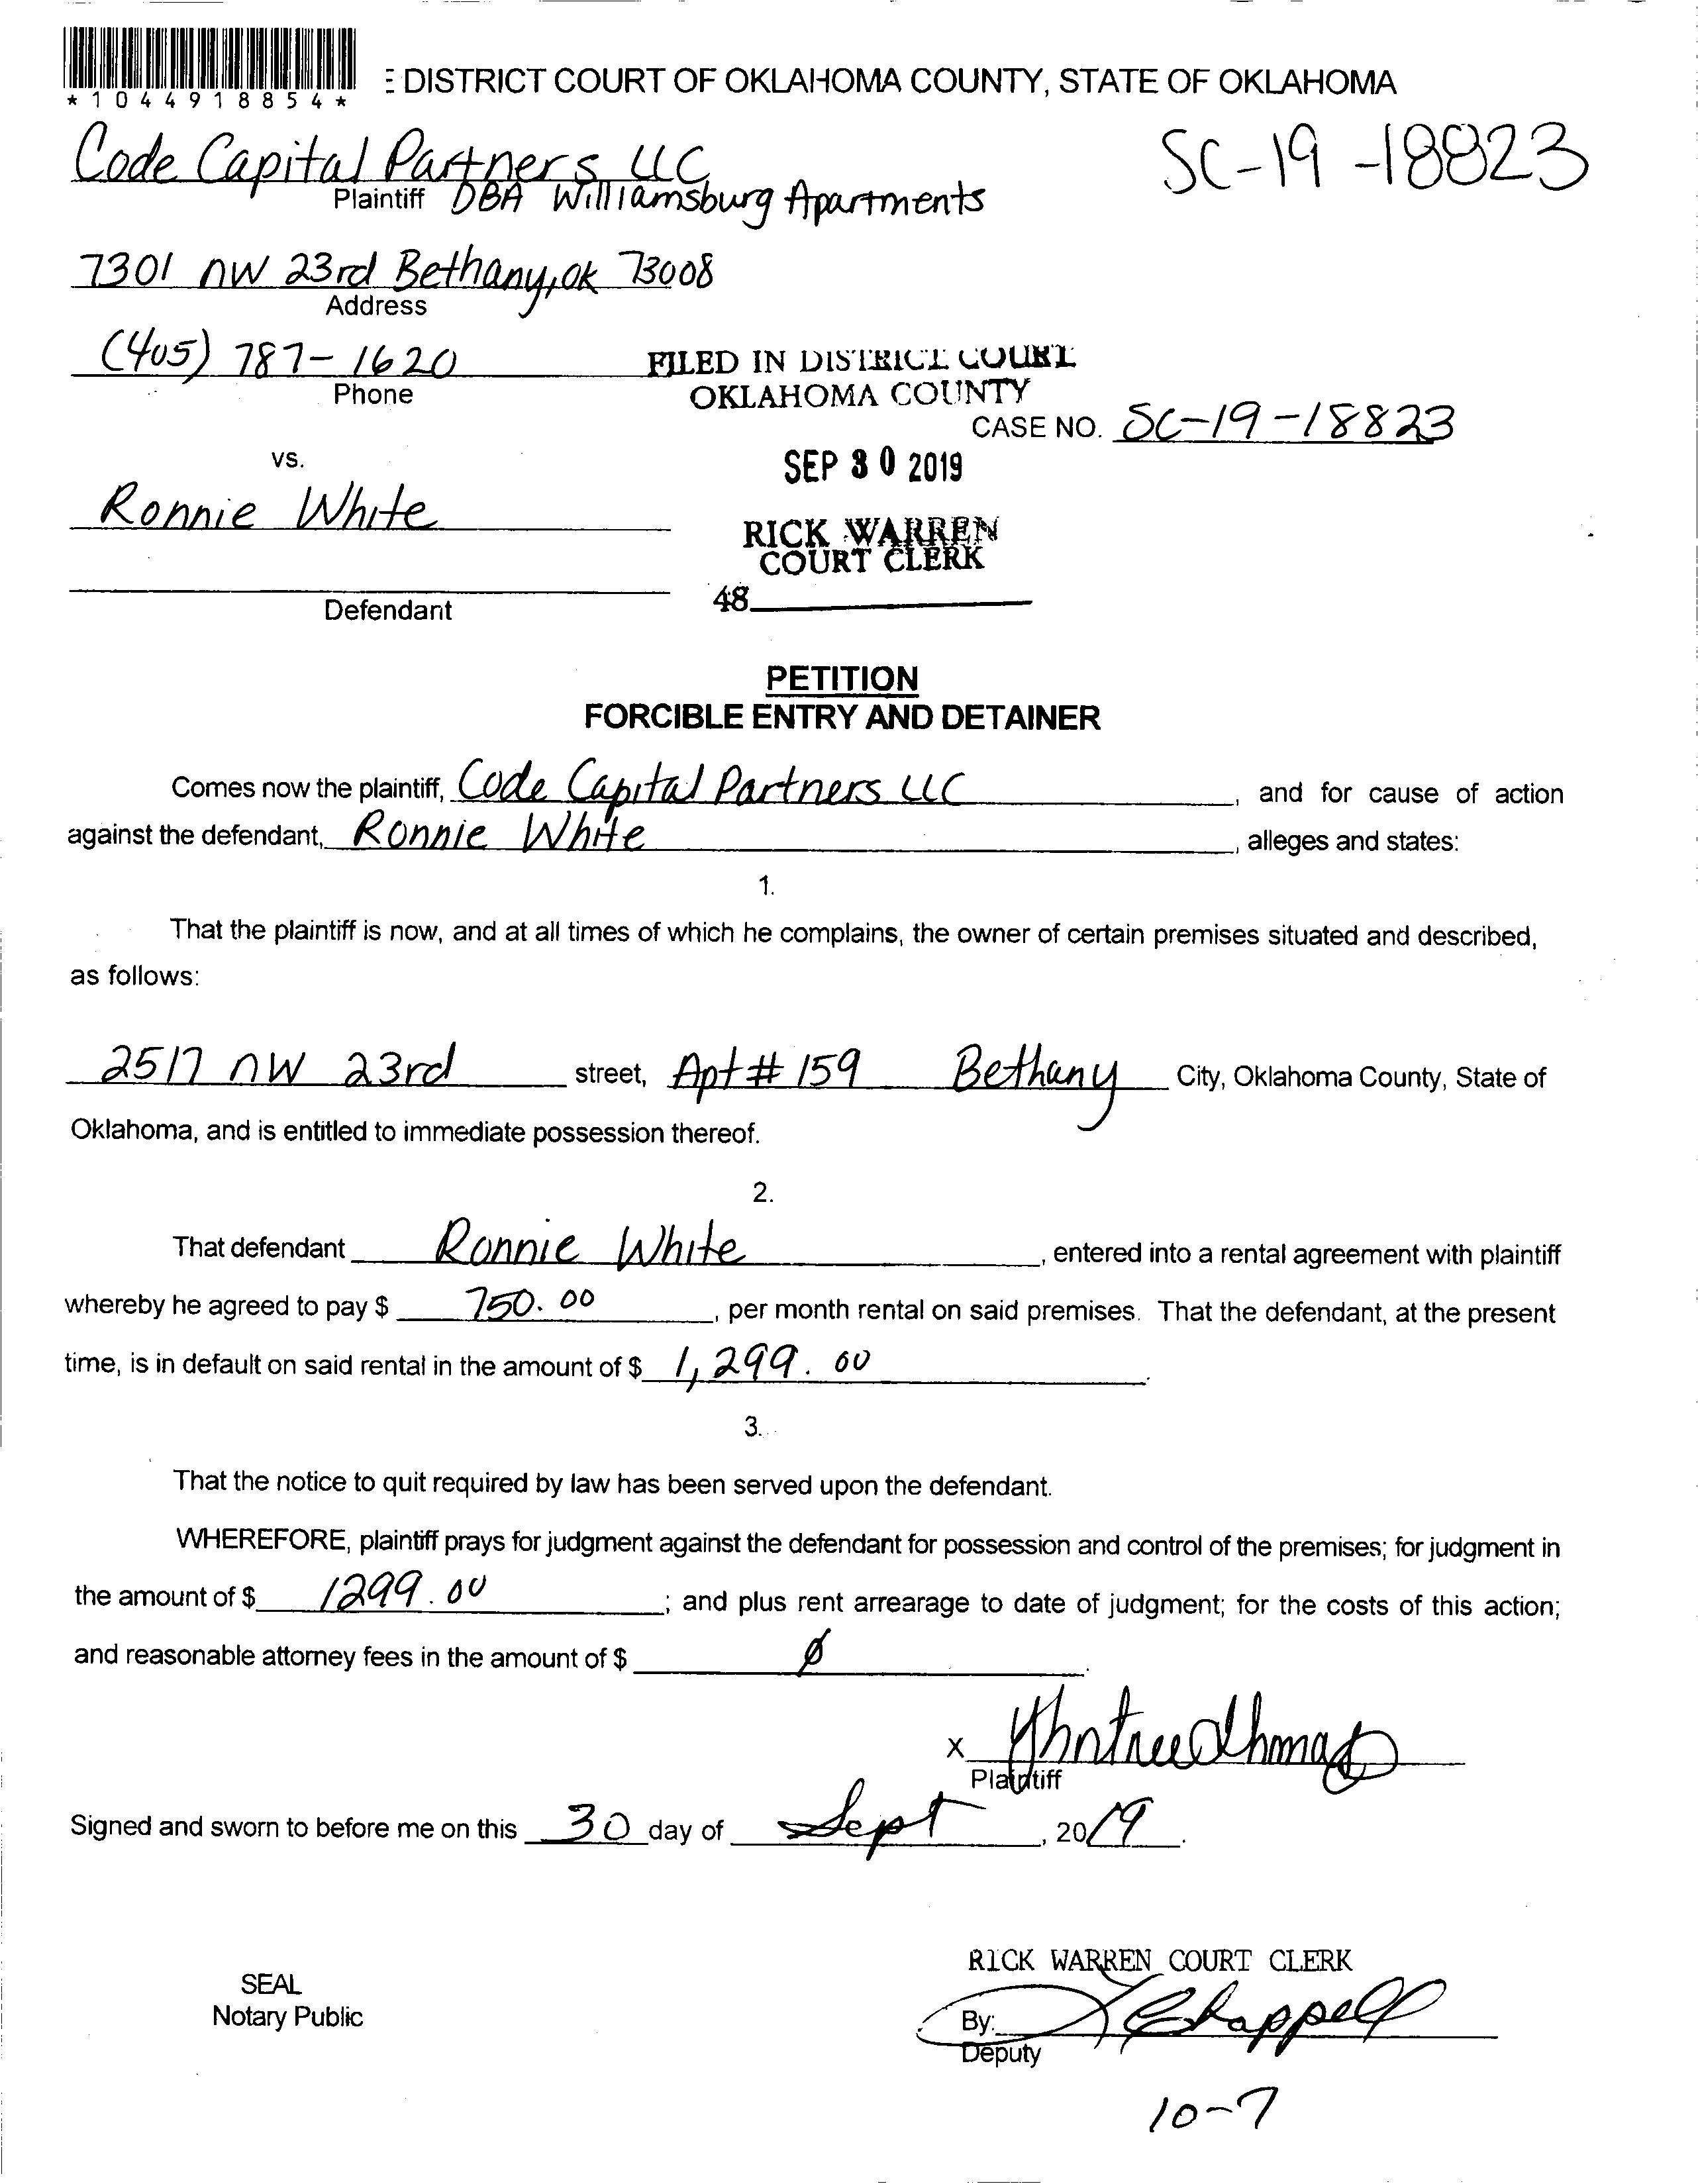 *1044918854*
E DISTRICT COURT OF OKLAHOMA COUNTY, STATE OF OKLAHOMA
Code Capital Partners LLC
SC-19-18823
Plaintiff DBA Williamsburg Apartments
7301 NW 23rd Bethany, OK 73008
Address
(405) 787-1620
Phone
FILED IN DISTRICT COURT
OKLAHOMA COUNTY
CASE NO. SC-19-18823
vs.
SEP 30 2019
Ronnie White
RICK WARREN
COURT CLERK
48
Defendant
PETITION
FORCIBLE ENTRY AND DETAINER
Comes now the plaintiff, Code Capital Partners LLC, and for cause of action
against the defendant, Ronnie White, alleges and states:
1.
That the plaintiff is now, and at all times of which he complains, the owner of certain premises situated and described,
as follows:
2517 NW 23rd street, Apt # 159 Bethany City, Oklahoma County, State of
Oklahoma, and is entitled to immediate possession thereof.
2.
That defendant Ronnie White, entered into a rental agreement with plaintiff
whereby he agreed to pay $ 750.00, per month rental on said premises. That the defendant, at the present
time, is in default on said rental in the amount of $ 1,299.00.
3.
That the notice to quit required by law has been served upon the defendant.
WHEREFORE, plaintiff prays for judgment against the defendant for possession and control of the premises; for judgment in
the amount of $ 1299.00; and plus rent arrearage to date of judgment; for the costs of this action;
and reasonable attorney fees in the amount of $ ∅.
X
Plaintiff
Signed and sworn to before me on this 30 day of Sept, 2019.
RICK WARREN COURT CLERK
SEAL
Notary Public
By: Chappell
Deputy
10-7